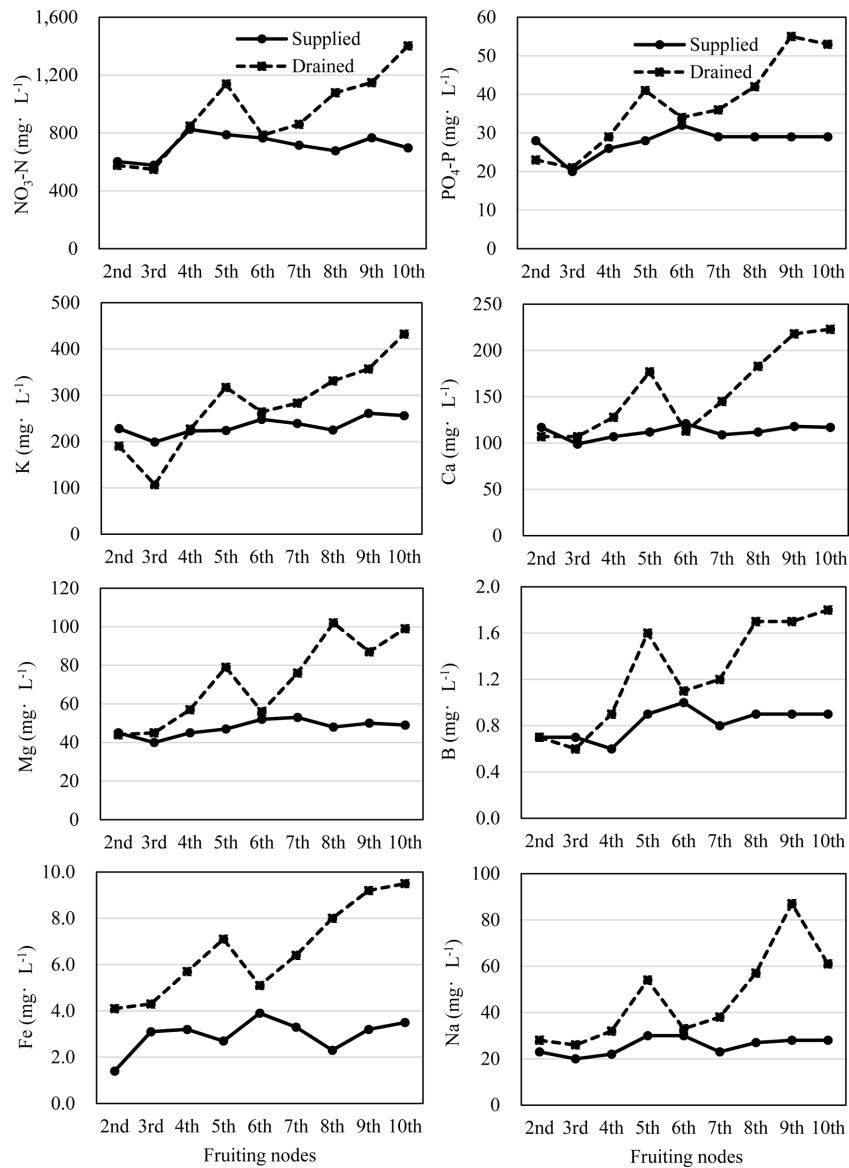 1,600
1,200
800
400
0
NO3-N (mg· L-1)
Supplied
Drained
2nd 3rd 4th 5th 6th 7th 8th 9th 10th
60
50
40
30
20
10
0
PO4-P (mg· L-1)
Supplied
Drained
2nd 3rd 4th 5th 6th 7th 8th 9th 10th
500
400
300
200
100
0
K (mg· L-1)
2nd 3rd 4th 5th 6th 7th 8th 9th 10th
250
200
150
100
50
0
Ca (mg· L-1)
2nd 3rd 4th 5th 6th 7th 8th 9th 10th
120
100
80
60
40
20
0
Mg (mg· L-1)
2nd 3rd 4th 5th 6th 7th 8th 9th 10th
2.0
1.6
1.2
0.8
0.4
0.0
B (mg· L-1)
2nd 3rd 4th 5th 6th 7th 8th 9th 10th
10.0
8.0
6.0
4.0
2.0
0.0
Fe (mg· L-1)
2nd 3rd 4th 5th 6th 7th 8th 9th 10th
Fruiting nodes
100
80
60
40
20
0
Na (mg· L-1)
2nd 3rd 4th 5th 6th 7th 8th 9th 10th
Fruiting nodes